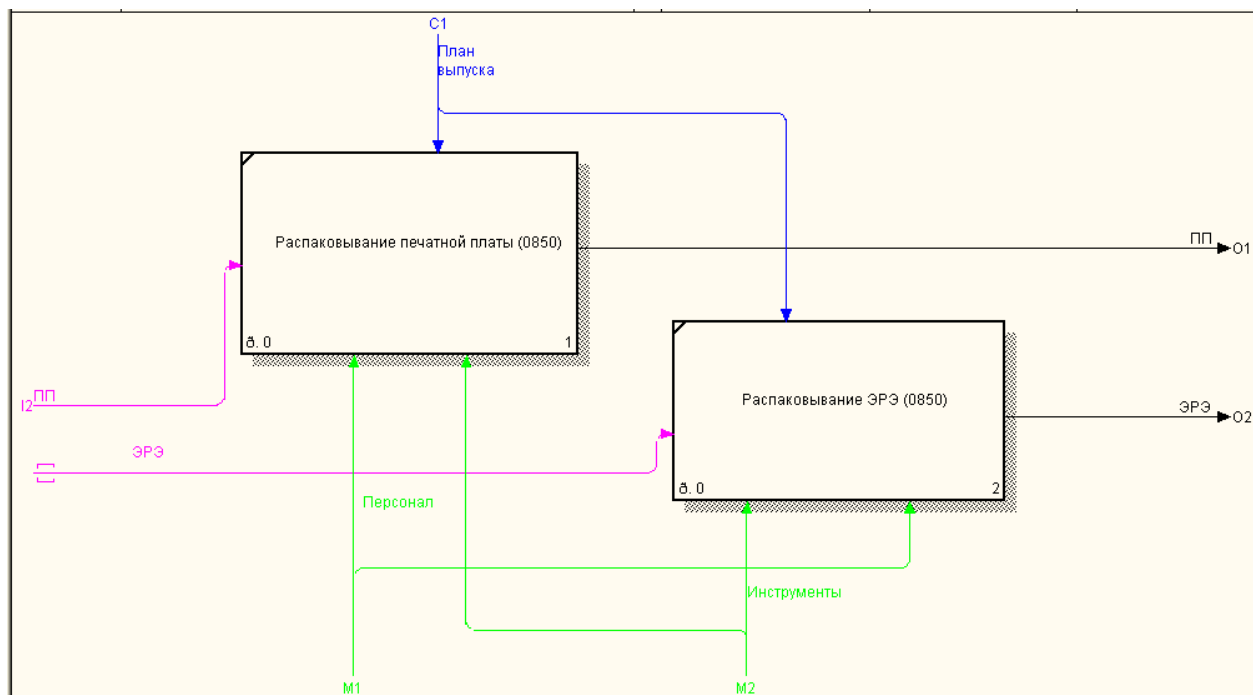 C1
План
выпуска
Распаковывание печатной платы (0850)
ПП
O1
ð. 0
1
Распаковывание ЭРЭ (0850)
ПП
I2
ЭРЭ
O2
ЭРЭ
ð. 0
2
Персонал
Инструменты
M1
M2